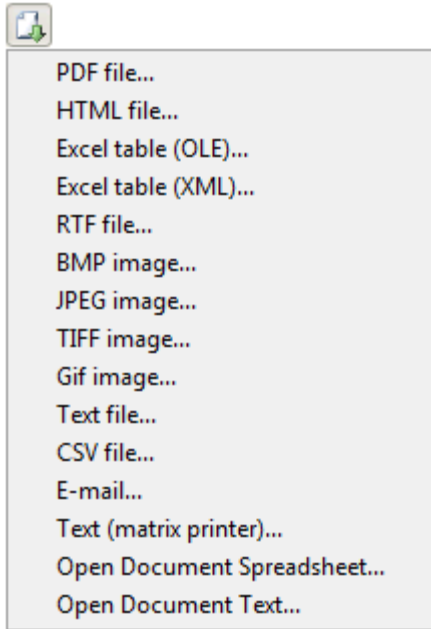 PDF file...
HTML file...
Excel table (OLE)...
Excel table (XML)...
RTF file...
BMP image...
JPEG image...
TIFF image...
Gif image...
Text file...
CSV file...
E-mail...
Text (matrix printer)...
Open Document Spreadsheet...
Open Document Text...